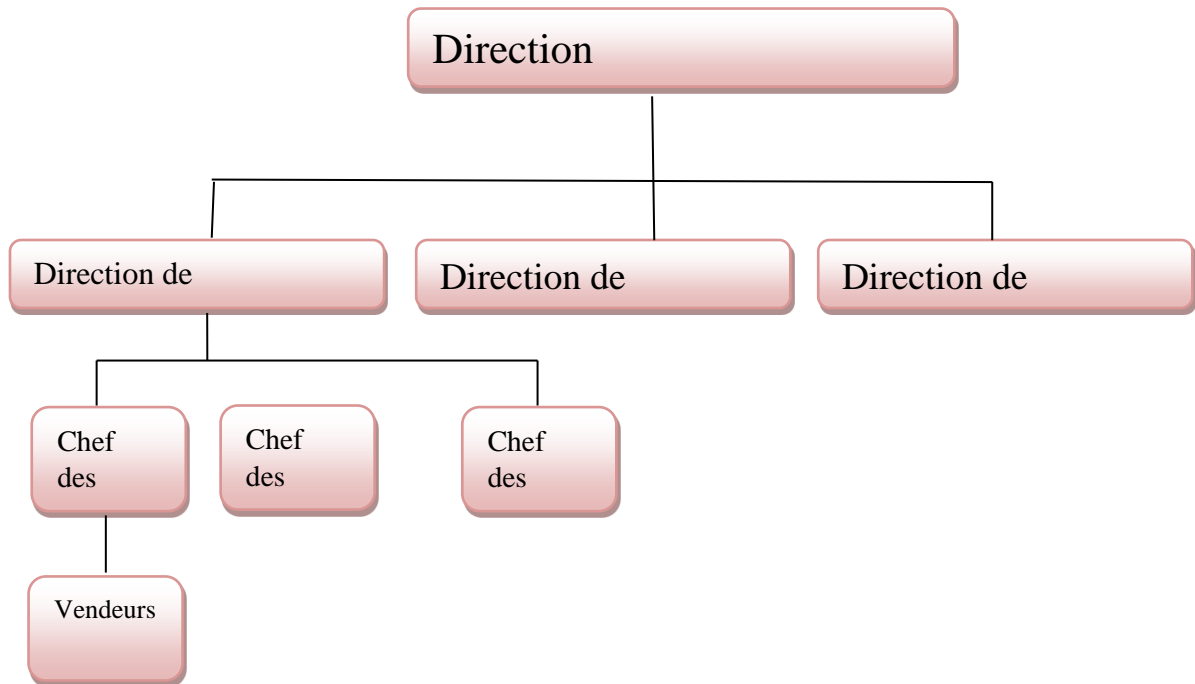 Direction
Direction de
Direction de
Direction de
Chef
des
Chef
des
Chef
des
Vendeurs